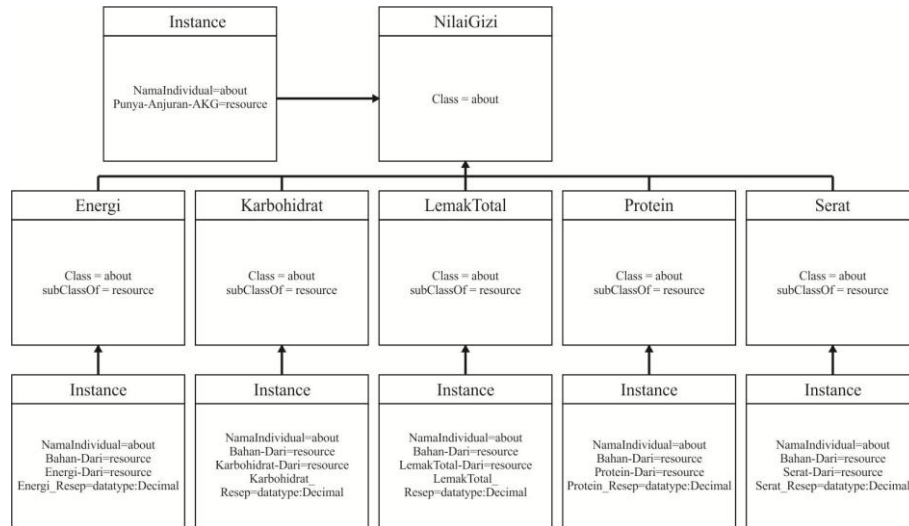 Instance
NamaIndividual=about
Punya-Anjuran-AKG=resource
NilaiGizi
Class = about
Energi
Class = about
subClassOf = resource
Karbohidrat
Class = about
subClassOf = resource
LemakTotal
Class = about
subClassOf = resource
Protein
Class = about
subClassOf = resource
Serat
Class = about
subClassOf = resource
Instance
NamaIndividual=about
Bahan-Dari=resource
Energi-Dari=resource
Energi_Resep=datatype:Decimal
Instance
NamaIndividual=about
Bahan-Dari=resource
Karbohidrat-Dari=resource
Karbohidrat_
Resep=datatype:Decimal
Instance
NamaIndividual=about
Bahan-Dari=resource
LemakTotal-Dari=resource
LemakTotal_
Resep=datatype:Decimal
Instance
NamaIndividual=about
Bahan-Dari=resource
Protein-Dari=resource
Protein_Resep=datatype:Decimal
Instance
NamaIndividual=about
Bahan-Dari=resource
Serat-Dari=resource
Serat_Resep=datatype:Decimal